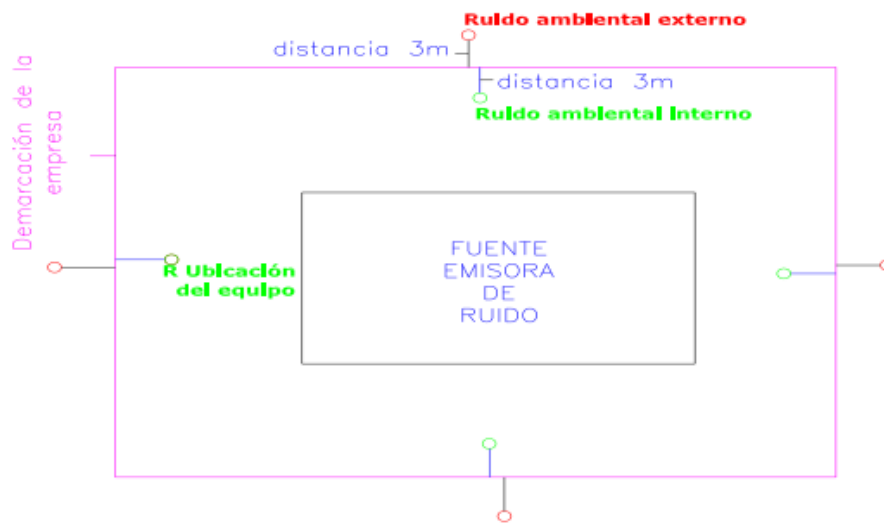 Ruido ambiental externo
distancia 3m
distancia 3m
Ruido ambiental Interno
Demarcación de la
empresa
R Ubicación
del equipo
FUENTE
EMISORA
DE
RUIDO